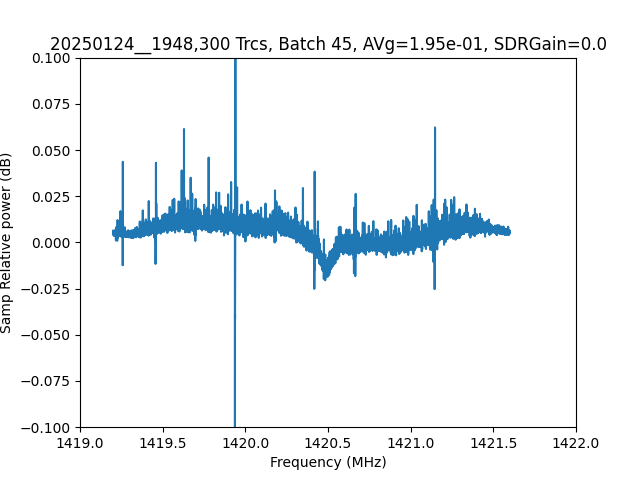 20250124__1948,300 Trcs, Batch 45, AVg=1.95e-01, SDRGain=0.0
0.100
0.075
0.050
0.025
0.000
−0.025
−0.050
−0.075
−0.100
Samp Relative power (dB)
1419.0 1419.5 1420.0 1420.5 1421.0 1421.5 1422.0
Frequency (MHz)